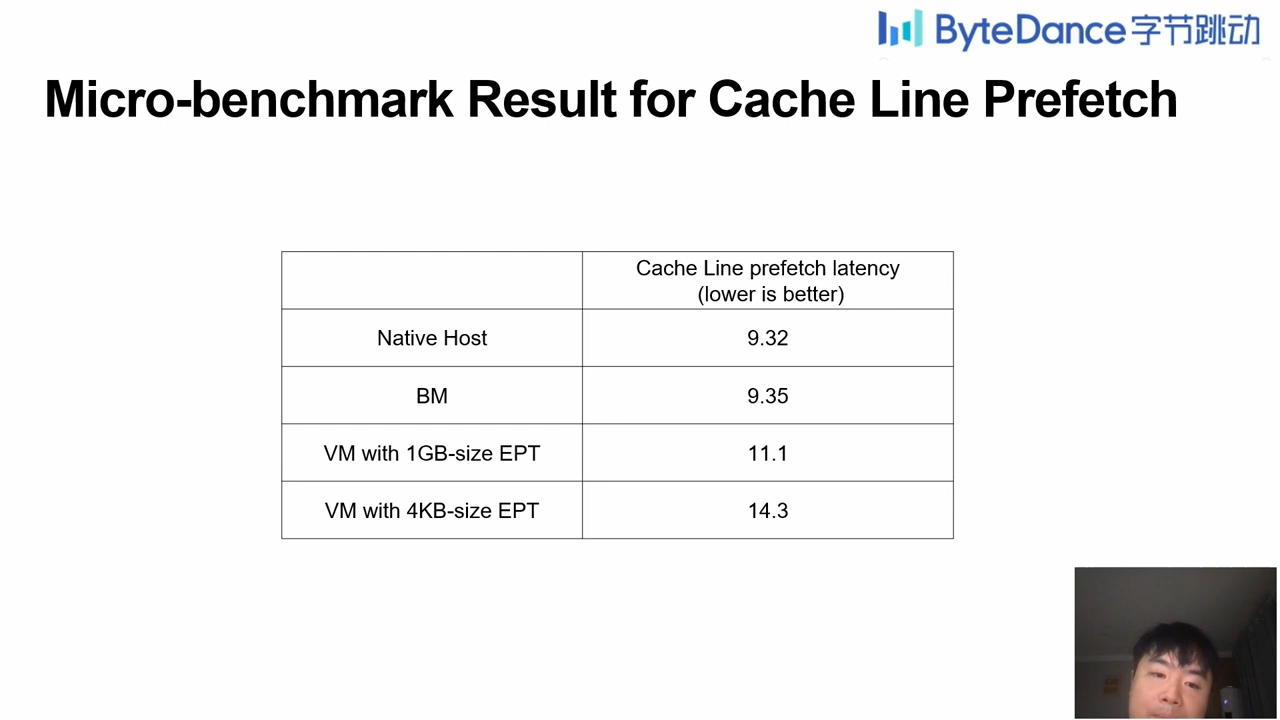 ByteDance字节跳动
Micro-benchmark Result for Cache Line Prefetch
Cache Line prefetch latency
(lower is better)
Native Host
9.32
BM
9.35
VM with 1GB-size EPT
11.1
VM with 4KB-size EPT
14.3